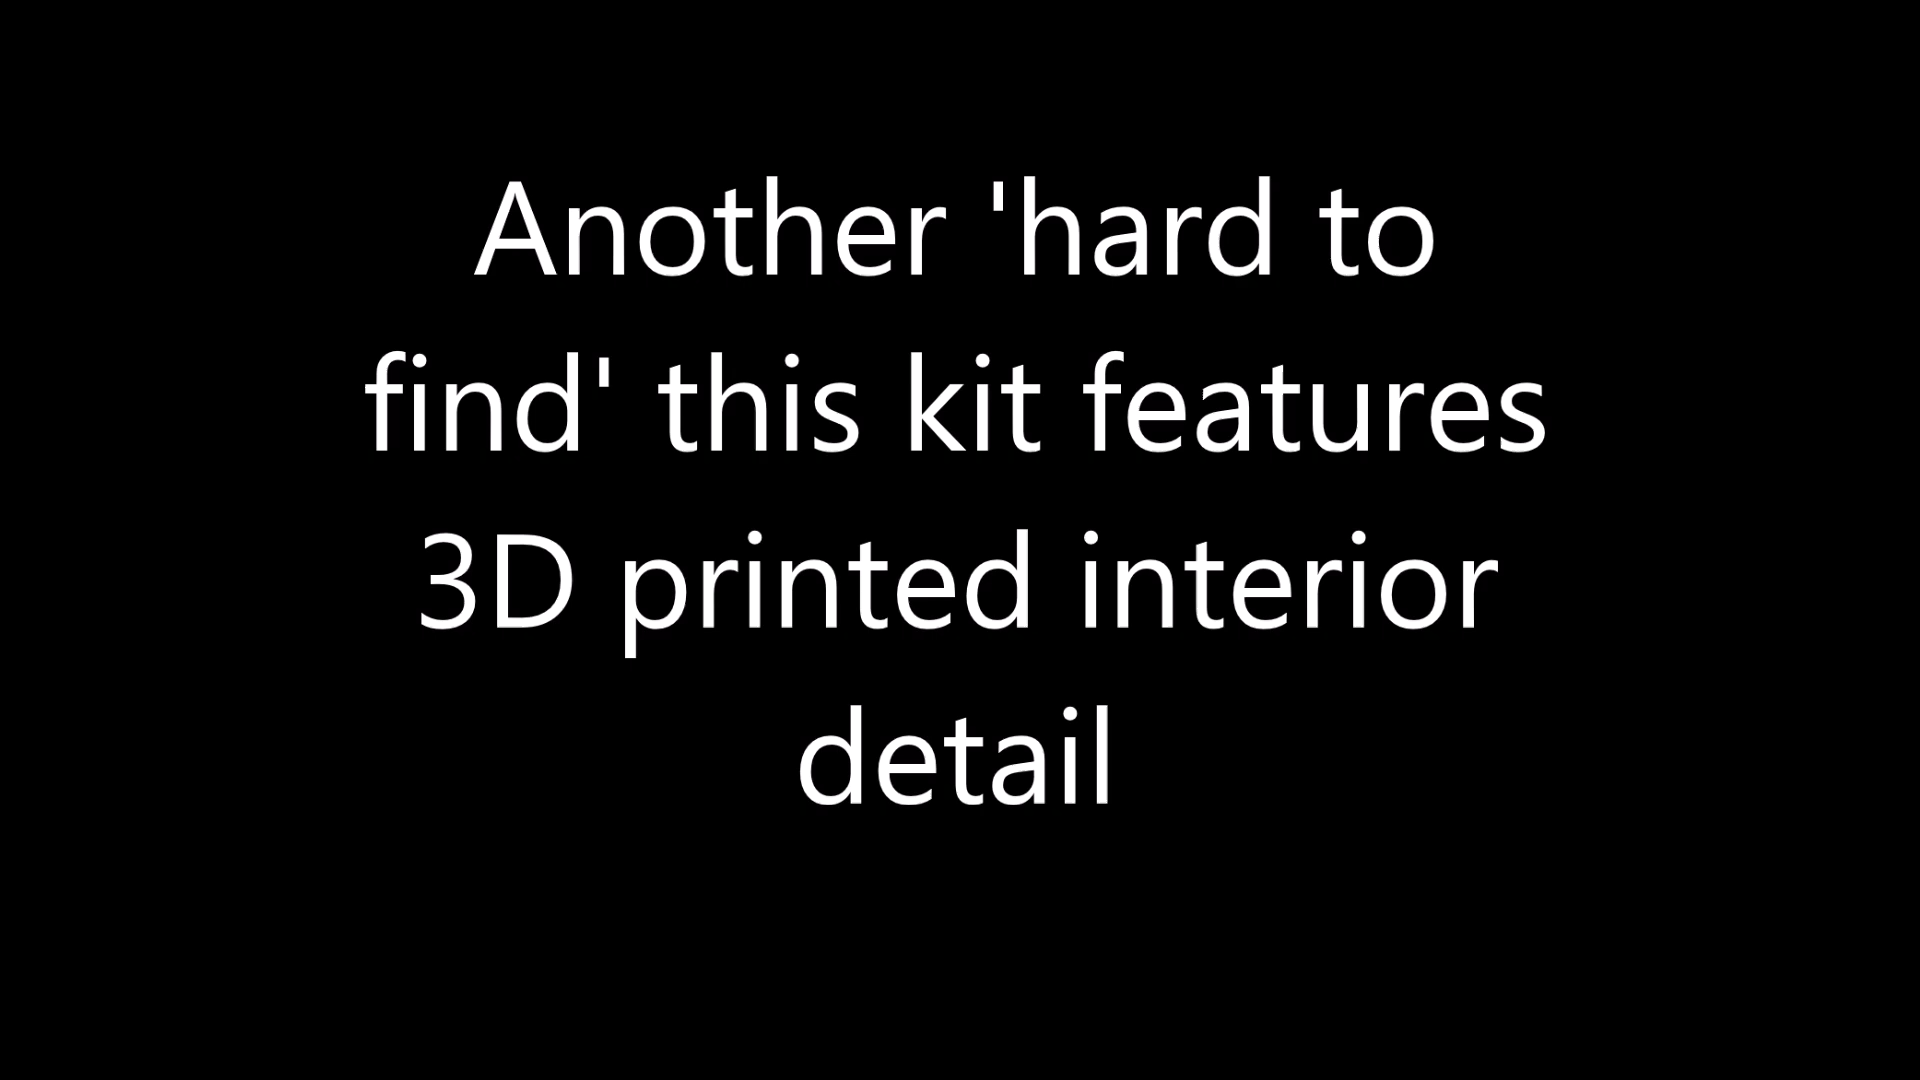 Another 'hard to
find' this kit features
3D printed interior
detail